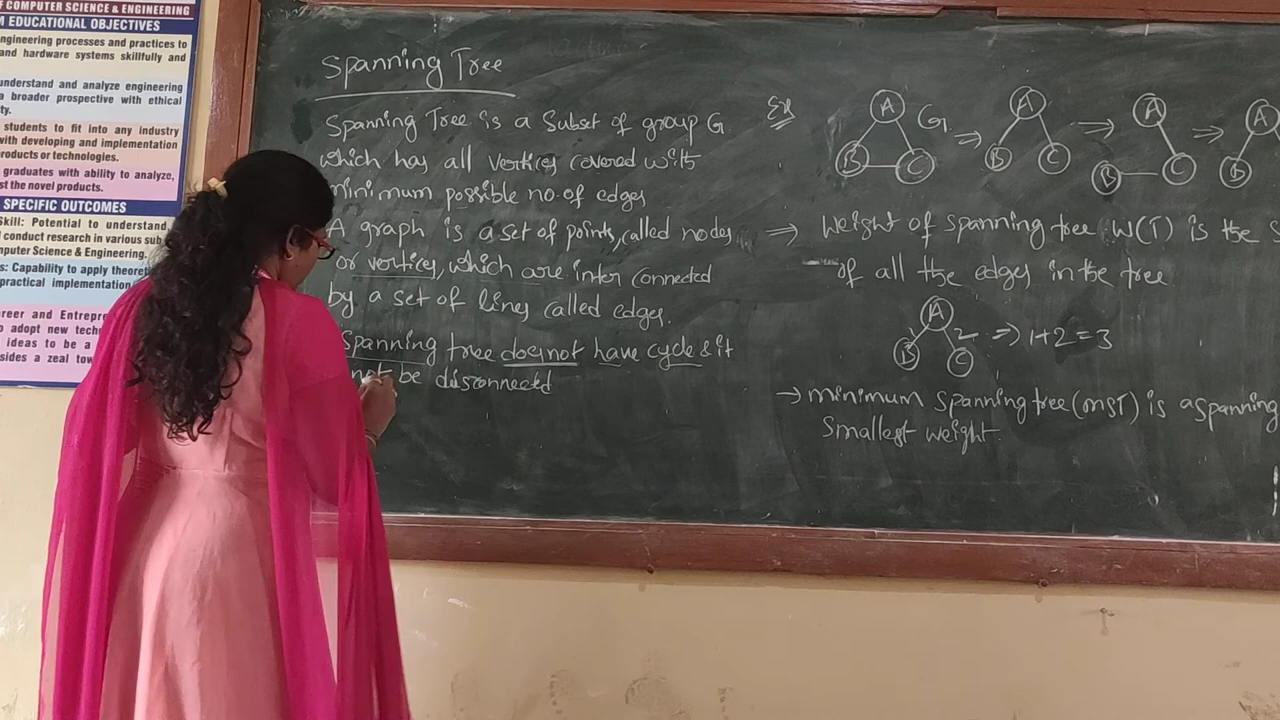 F COMPUTER SCIENCE & ENGINEERING
M EDUCATIONAL OBJECTIVES
ngineering processes and practices to
and hardware systems skillfully and
understand and analyze engineering
a broader prospective with ethical
ty.
students to fit into any industry
with developing and implementation
products or technologies.
graduates with ability to analyze,
st the novel products.
SPECIFIC OUTCOMES
Skill: Potential to understand,
l conduct research in various sub
mputer Science & Engineering.
s: Capability to apply theoreti
practical implementation
reer and Entrepre
o adopt new tech
ideas to be a
sides a zeal tow
Spanning Tree
Spanning Tree is a Subset of group G
which has all vertices covered with
minimum possible no. of edges
A graph is a set of points, called nodes
or vertices, which are inter connected
by a set of lines called edges.
Spanning tree does not have cycle & it
not be disconnected
Ex
A B C G ⇒ A B C ⇒ A B C ⇒ A B
⇒ Weight of spanning tree W(T) is the S
of all the edges in the tree
A B C 1 2 ⇒ 1+2=3
→ minimum spanning tree (MST) is a spanning
smallest weight.